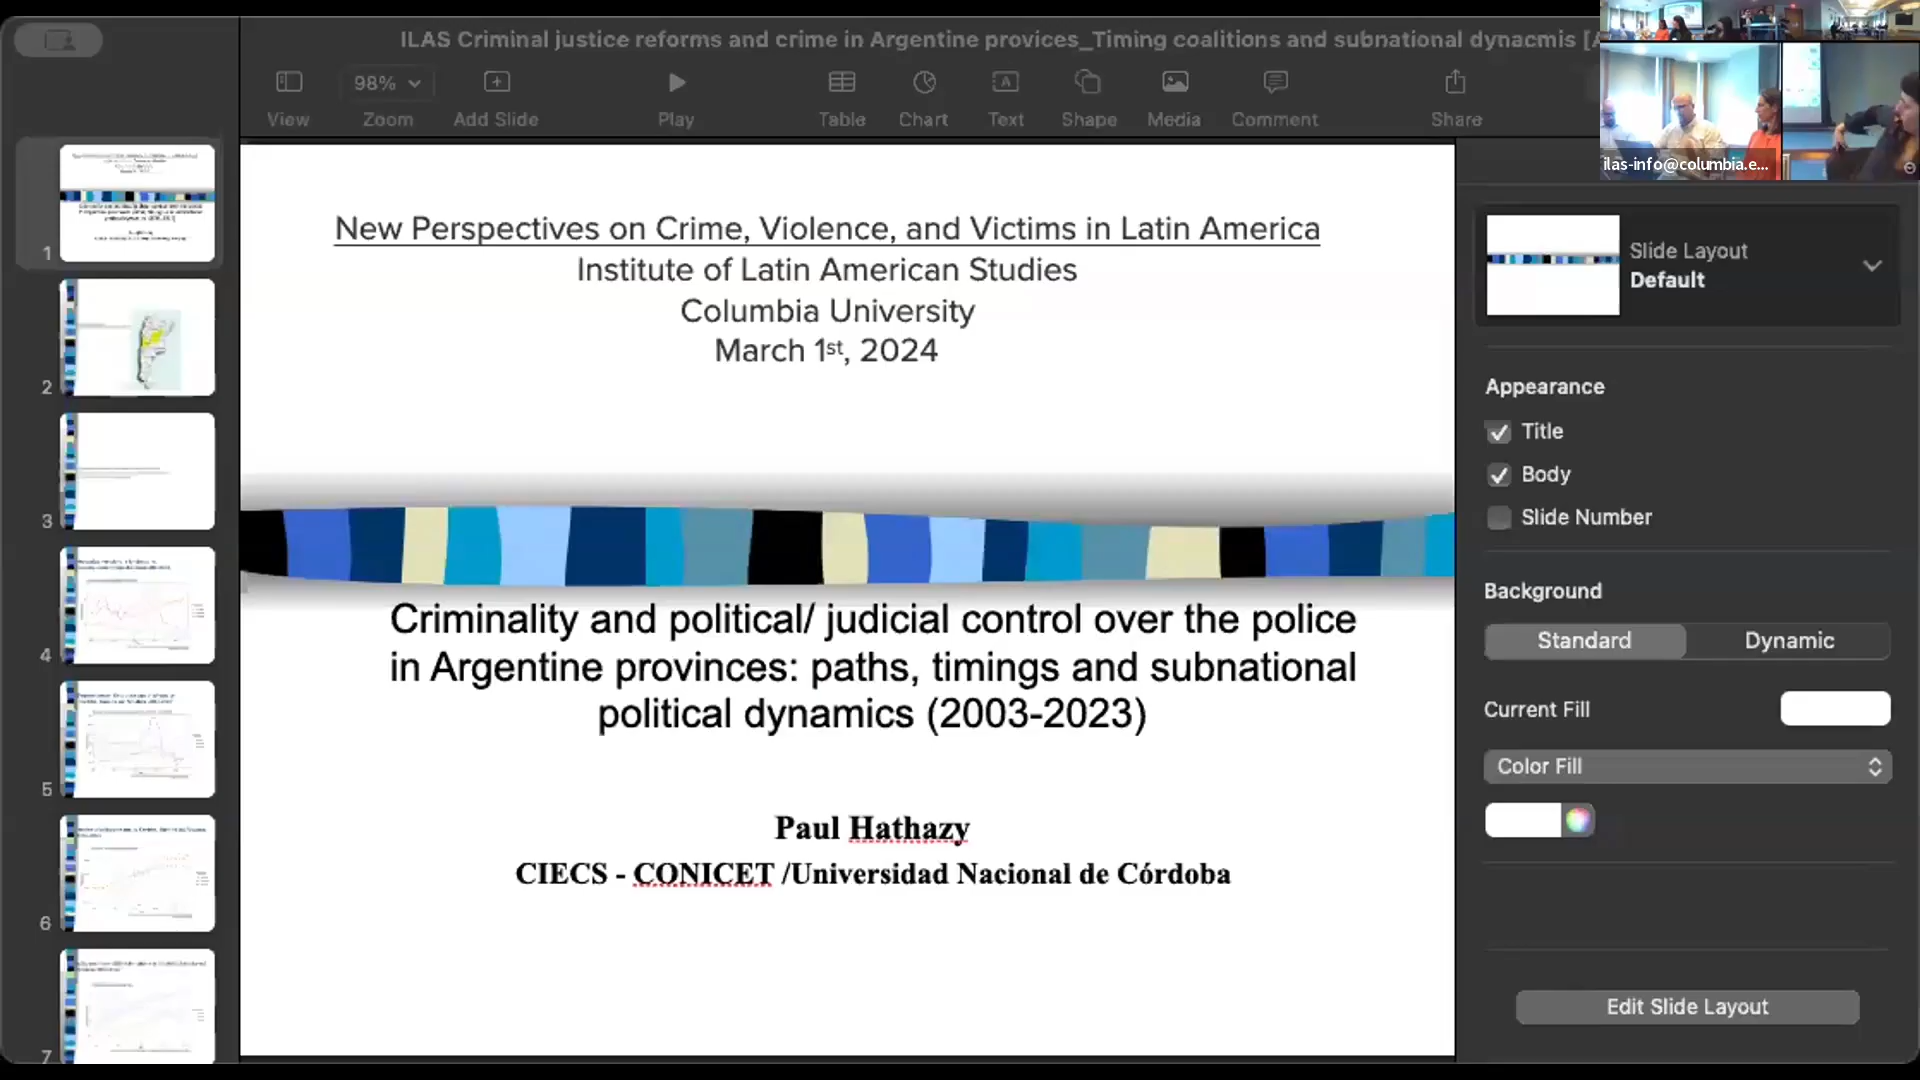 ILAS Criminal justice reforms and crime in Argentine provices_Timing coalitions and subnational dynacmis [
View
98%
Zoom
Add Slide
Play
Table
Chart
Text
Shape
Media
Comment
Share
ilas-info@columbia.e...
1
2
3
4
5
6
7
New Perspectives on Crime, Violence, and Victims in Latin America
Institute of Latin American Studies
Columbia University
March 1st, 2024
Criminality and political/ judicial control over the police
in Argentine provinces: paths, timings and subnational
political dynamics (2003-2023)
Paul Hathazy
CIECS - CONICET /Universidad Nacional de Córdoba
Slide Layout
Default
Appearance
Title
Body
Slide Number
Background
Standard
Dynamic
Current Fill
Color Fill
Edit Slide Layout